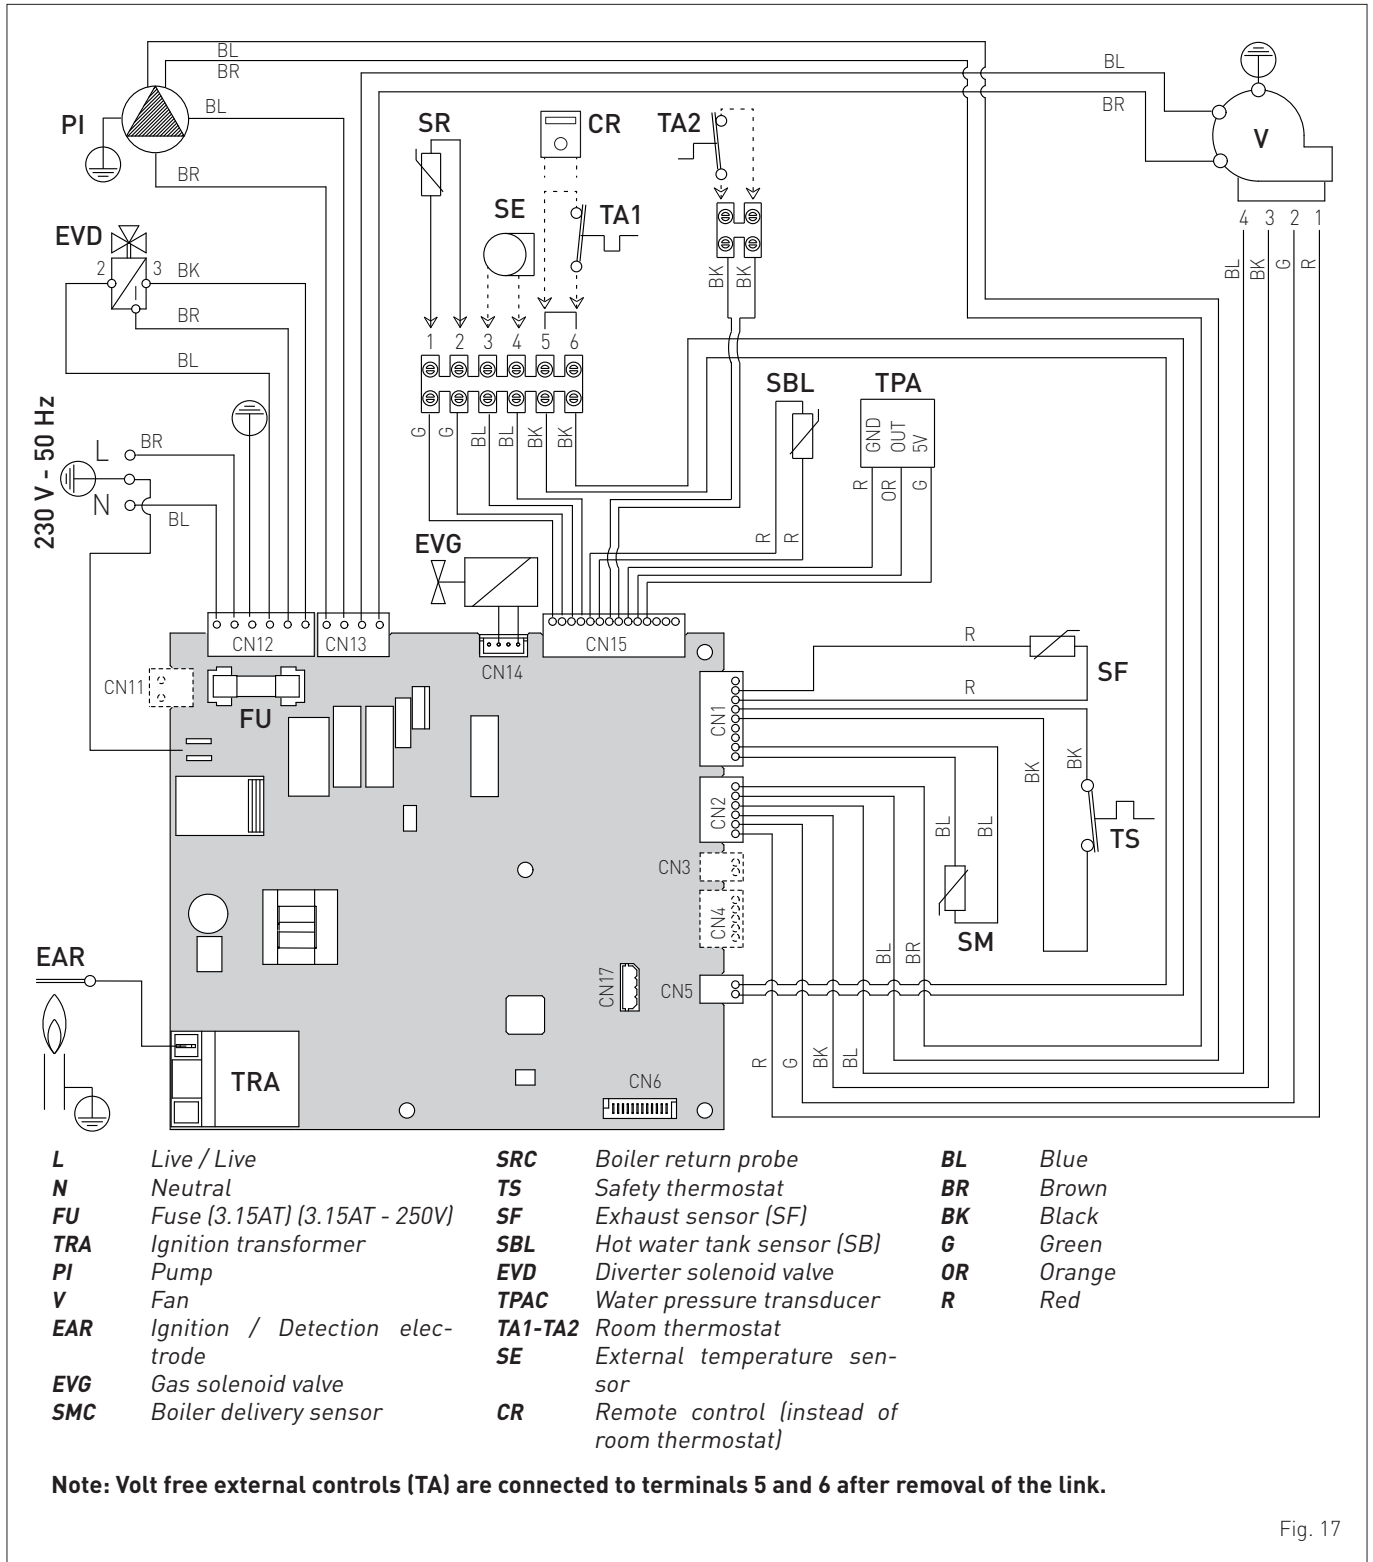 BL
BR
BL
BR
PI
BL
BR
SR
CR
TA2
SE
TA1
V
4 3 2 1
BL
BK
G
R
EVD
2
3
BK
BR
BL
BK
BK
1 2 3 4 5 6
G
G
BL
BL
BK
BK
SBL
TPA
GND
OUT
5V
R
OR
G
R
R
230 V - 50 Hz
L
BR
N
BL
EVG
CN12
CN13
CN14
CN15
CN11
FU
CN1
R
R
SF
BK
BK
TS
CN2
BL
BL
SM
CN3
CN4
BL
BR
CN17
CN5
EAR
TRA
CN6
R
G
BK
BL
L Live / Live
N Neutral
FU Fuse (3.15AT) (3.15AT - 250V)
TRA Ignition transformer
PI Pump
V Fan
EAR Ignition / Detection elec-
trode
EVG Gas solenoid valve
SMC Boiler delivery sensor
SRC Boiler return probe
TS Safety thermostat
SF Exhaust sensor (SF)
SBL Hot water tank sensor (SB)
EVD Diverter solenoid valve
TPAC Water pressure transducer
TA1-TA2 Room thermostat
SE External temperature sen-
sor
CR Remote control (instead of
room thermostat)
BL Blue
BR Brown
BK Black
G Green
OR Orange
R Red
Note: Volt free external controls (TA) are connected to terminals 5 and 6 after removal of the link.
Fig. 17